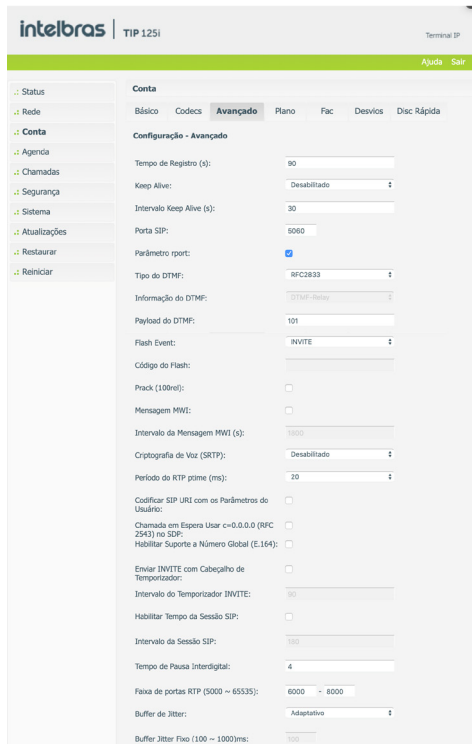 intelbras | TIP 125i
Terminal IP
Ajuda Sair
.: Status
.: Rede
.: Conta
.: Agenda
.: Chamadas
.: Segurança
.: Sistema
.: Atualizações
.: Restaurar
.: Reiniciar
Conta
Básico Codecs Avançado Plano Fac Desvios Disc Rápida
Configuração - Avançado
Tempo de Registro (s): 90
Keep Alive: Desabilitado
Intervalo Keep Alive (s): 30
Porta SIP: 5060
Parâmetro rport:
Tipo do DTMF: RFC2833
Informação do DTMF: DTMF-Relay
Payload do DTMF: 101
Flash Event: INVITE
Código do Flash:
Prack (100rel):
Mensagem MWI:
Intervalo da Mensagem MWI (s): 1800
Criptografia de Voz (SRTP): Desabilitado
Período do RTP ptime (ms): 20
Codificar SIP URI com os Parâmetros do
Usuário:
Chamada em Espera Usar c=0.0.0.0 (RFC
2543) no SDP:
Habilitar Suporte a Número Global (E.164):
Enviar INVITE com Cabeçalho de
Temporizador:
Intervalo do Temporizador INVITE: 90
Habilitar Tempo da Sessão SIP:
Intervalo da Sessão SIP: 180
Tempo de Pausa Interdigital: 4
Faixa de portas RTP (5000 ~ 65535): 6000 - 8000
Buffer de Jitter: Adaptativo
Buffer Jitter Fixo (100 ~ 1000)ms: 100